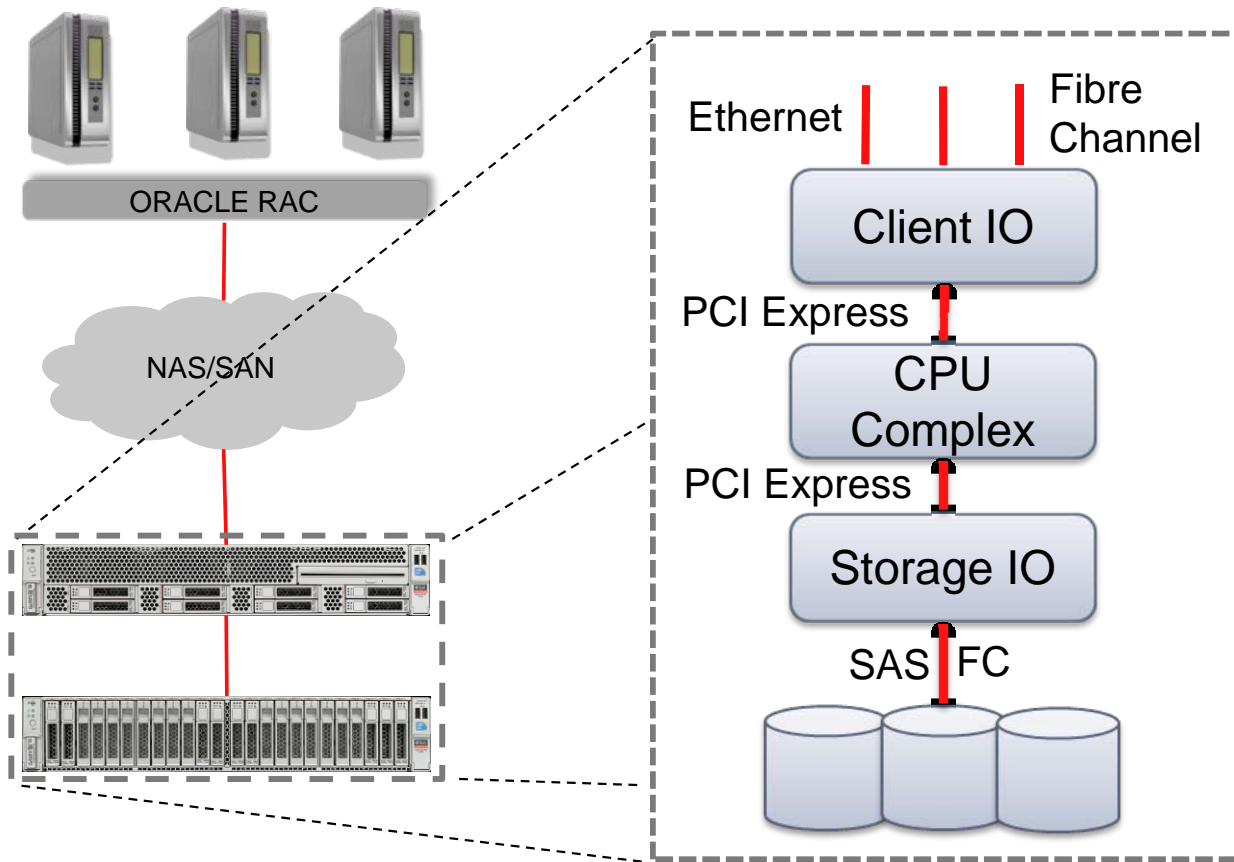 ORACLE RAC
NAS/SAN
Ethernet
Fibre
Channel
Client IO
PCI Express
CPU
Complex
PCI Express
Storage IO
SAS
FC